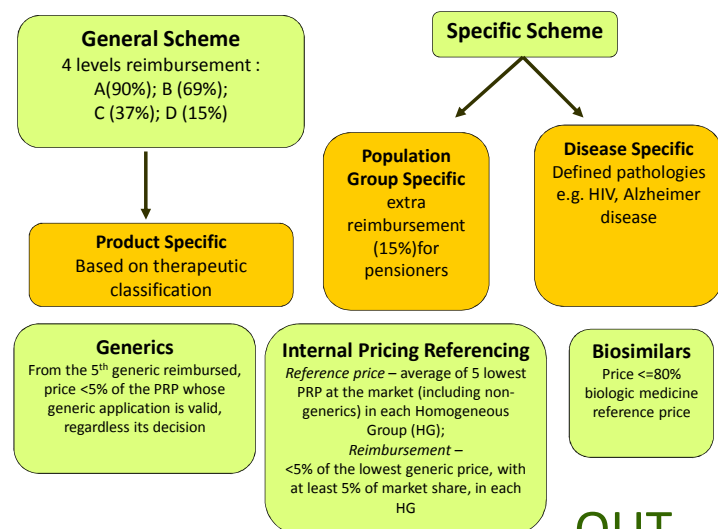 General Scheme
4 levels reimbursement :
A(90%); B (69%);
C (37%); D (15%)
Specific Scheme
Product Specific
Based on therapeutic
classification
Population
Group Specific
extra
reimbursement
(15%)for
pensioners
Disease Specific
Defined pathologies
e.g. HIV, Alzheimer
disease
Generics
From the 5th generic reimbursed,
price <5% of the PRP whose
generic application is valid,
regardless its decision
Internal Pricing Referencing
Reference price – average of 5 lowest
PRP at the market (including non-
generics) in each Homogeneous
Group (HG);
Reimbursement –
<5% of the lowest generic price, with
at least 5% of market share, in each
HG
Biosimilars
Price <=80%
biologic medicine
reference price